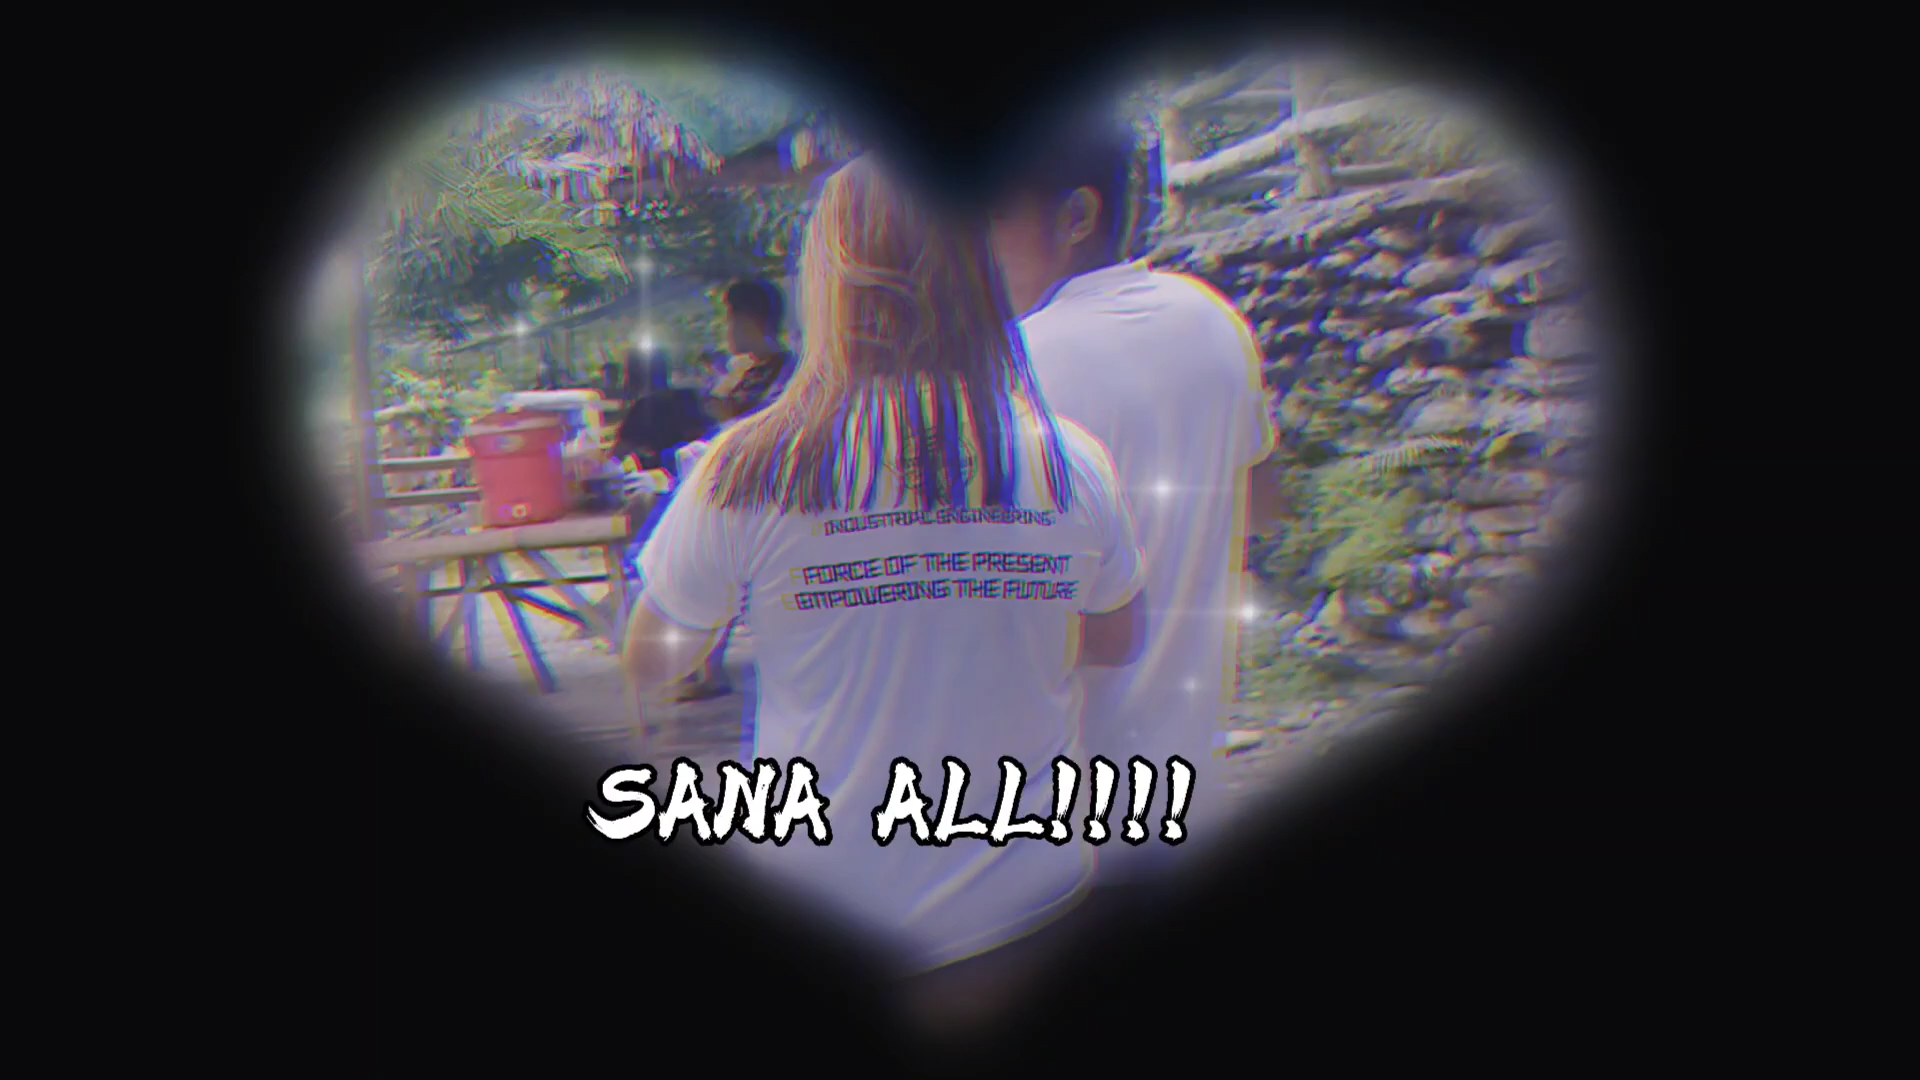 INDUSTRIAL ENGINEERING
FORCE OF THE PRESENT
EMPOWERING THE FUTURE
SANA ALL!!!!